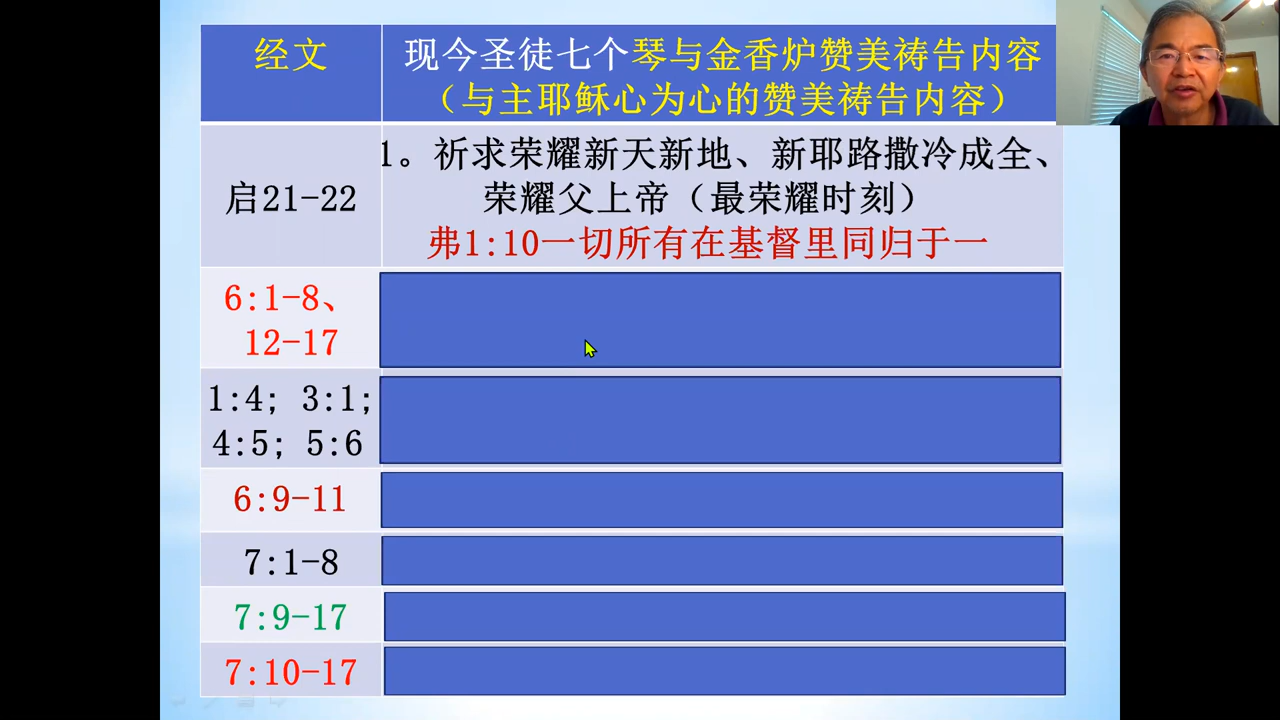 经文
现今圣徒七个琴与金香炉赞美祷告内容
（与主耶稣心为心的赞美祷告内容）
启21-22
1。祈求荣耀新天新地、新耶路撒冷成全、
荣耀父上帝（最荣耀时刻）
弗1:10一切所有在基督里同归于一
6:1-8、
12-17
1:4; 3:1;
4:5; 5:6
6:9-11
7:1-8
7:9-17
7:10-17